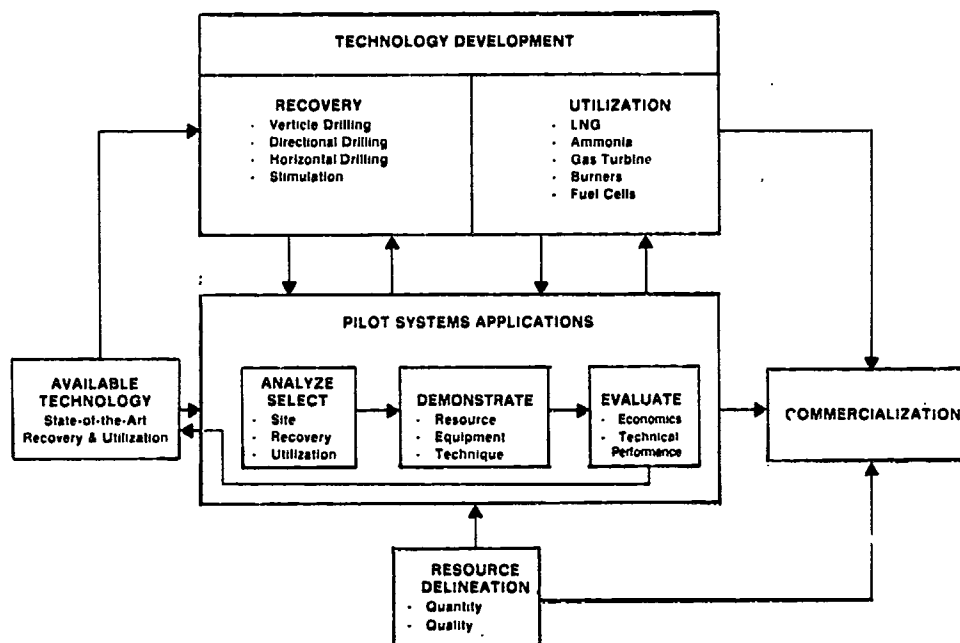 TECHNOLOGY DEVELOPMENT
RECOVERY
· Verticle Drilling
· Directional Drilling
· Horizontal Drilling
· Stimulation
UTILIZATION
· LNG
· Ammonia
· Gas Turbine
· Burners
· Fuel Cells
PILOT SYSTEMS APPLICATIONS
AVAILABLE
TECHNOLOGY
State-of-the-Art
Recovery & Utilization
ANALYZE
SELECT
· Site
· Recovery
· Utilization
DEMONSTRATE
· Resource
· Equipment
· Technique
EVALUATE
· Economics
· Technical
Performance
COMMERCIALIZATION
RESOURCE
DELINEATION
· Quantity
· Quality